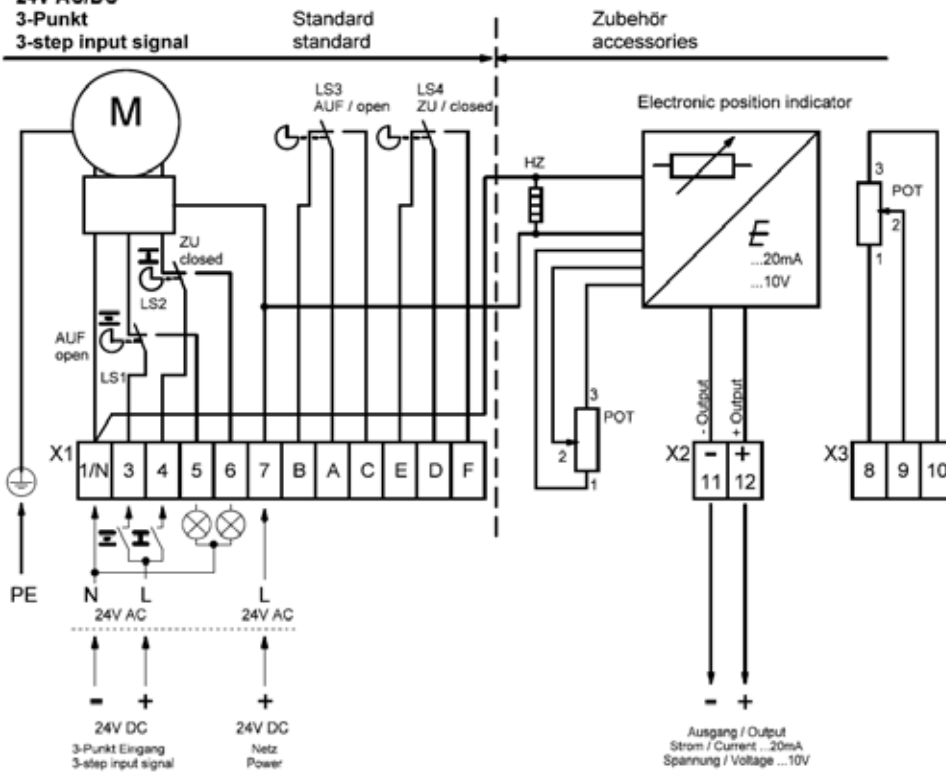 24V AC/DC
3-Punkt
3-step input signal
Standard
standard
Zubehör
accessories
M
LS3
AUF / open
LS4
ZU / closed
Electronic position indicator
HZ
E
...20mA
...10V
3
POT
2
1
ZU
closed
LS2
AUF
open
LS1
3
POT
2
1
- Output
+ Output
X1
1/N
3
4
5
6
7
B
A
C
E
D
F
X2
-
+
11
12
X3
8
9
10
PE
N
L
24V AC
L
24V AC
-
+
24V DC
3-Punkt Eingang
3-step input signal
+
24V DC
Netz
Power
-
+
Ausgang / Output
Strom / Current ...20mA
Spannung / Voltage ...10V